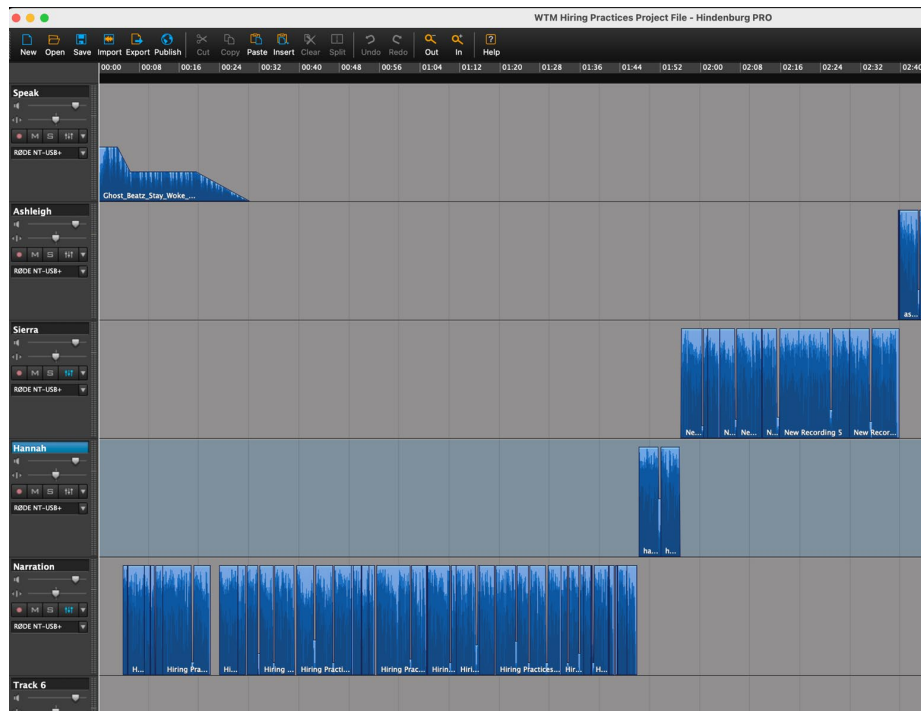 WTM Hiring Practices Project File - Hindenburg PRO
New Open Save Import Export Publish Cut Copy Paste Insert Clear Split Undo Redo Out In Help
00:00 00:08 00:16 00:24 00:32 00:40 00:48 00:56 01:04 01:12 01:20 01:28 01:36 01:44 01:52 02:00 02:08 02:16 02:24 02:32 02:40
Speak
M S
RØDE NT-USB+
Ghost_Beatz_Stay_Woke_...
Ashleigh
M S
RØDE NT-USB+
as...
Sierra
M S
RØDE NT-USB+
Ne... N... Ne... N... New Recording 5 New Recor...
Hannah
M S
RØDE NT-USB+
ha... h...
Narration
M S
RØDE NT-USB+
H... Hiring Pra... Hi... Hiring ... Hiring Practi... Hiring Prac... Hirin... Hiri... Hiring Practices... Hir... H...
Track 6